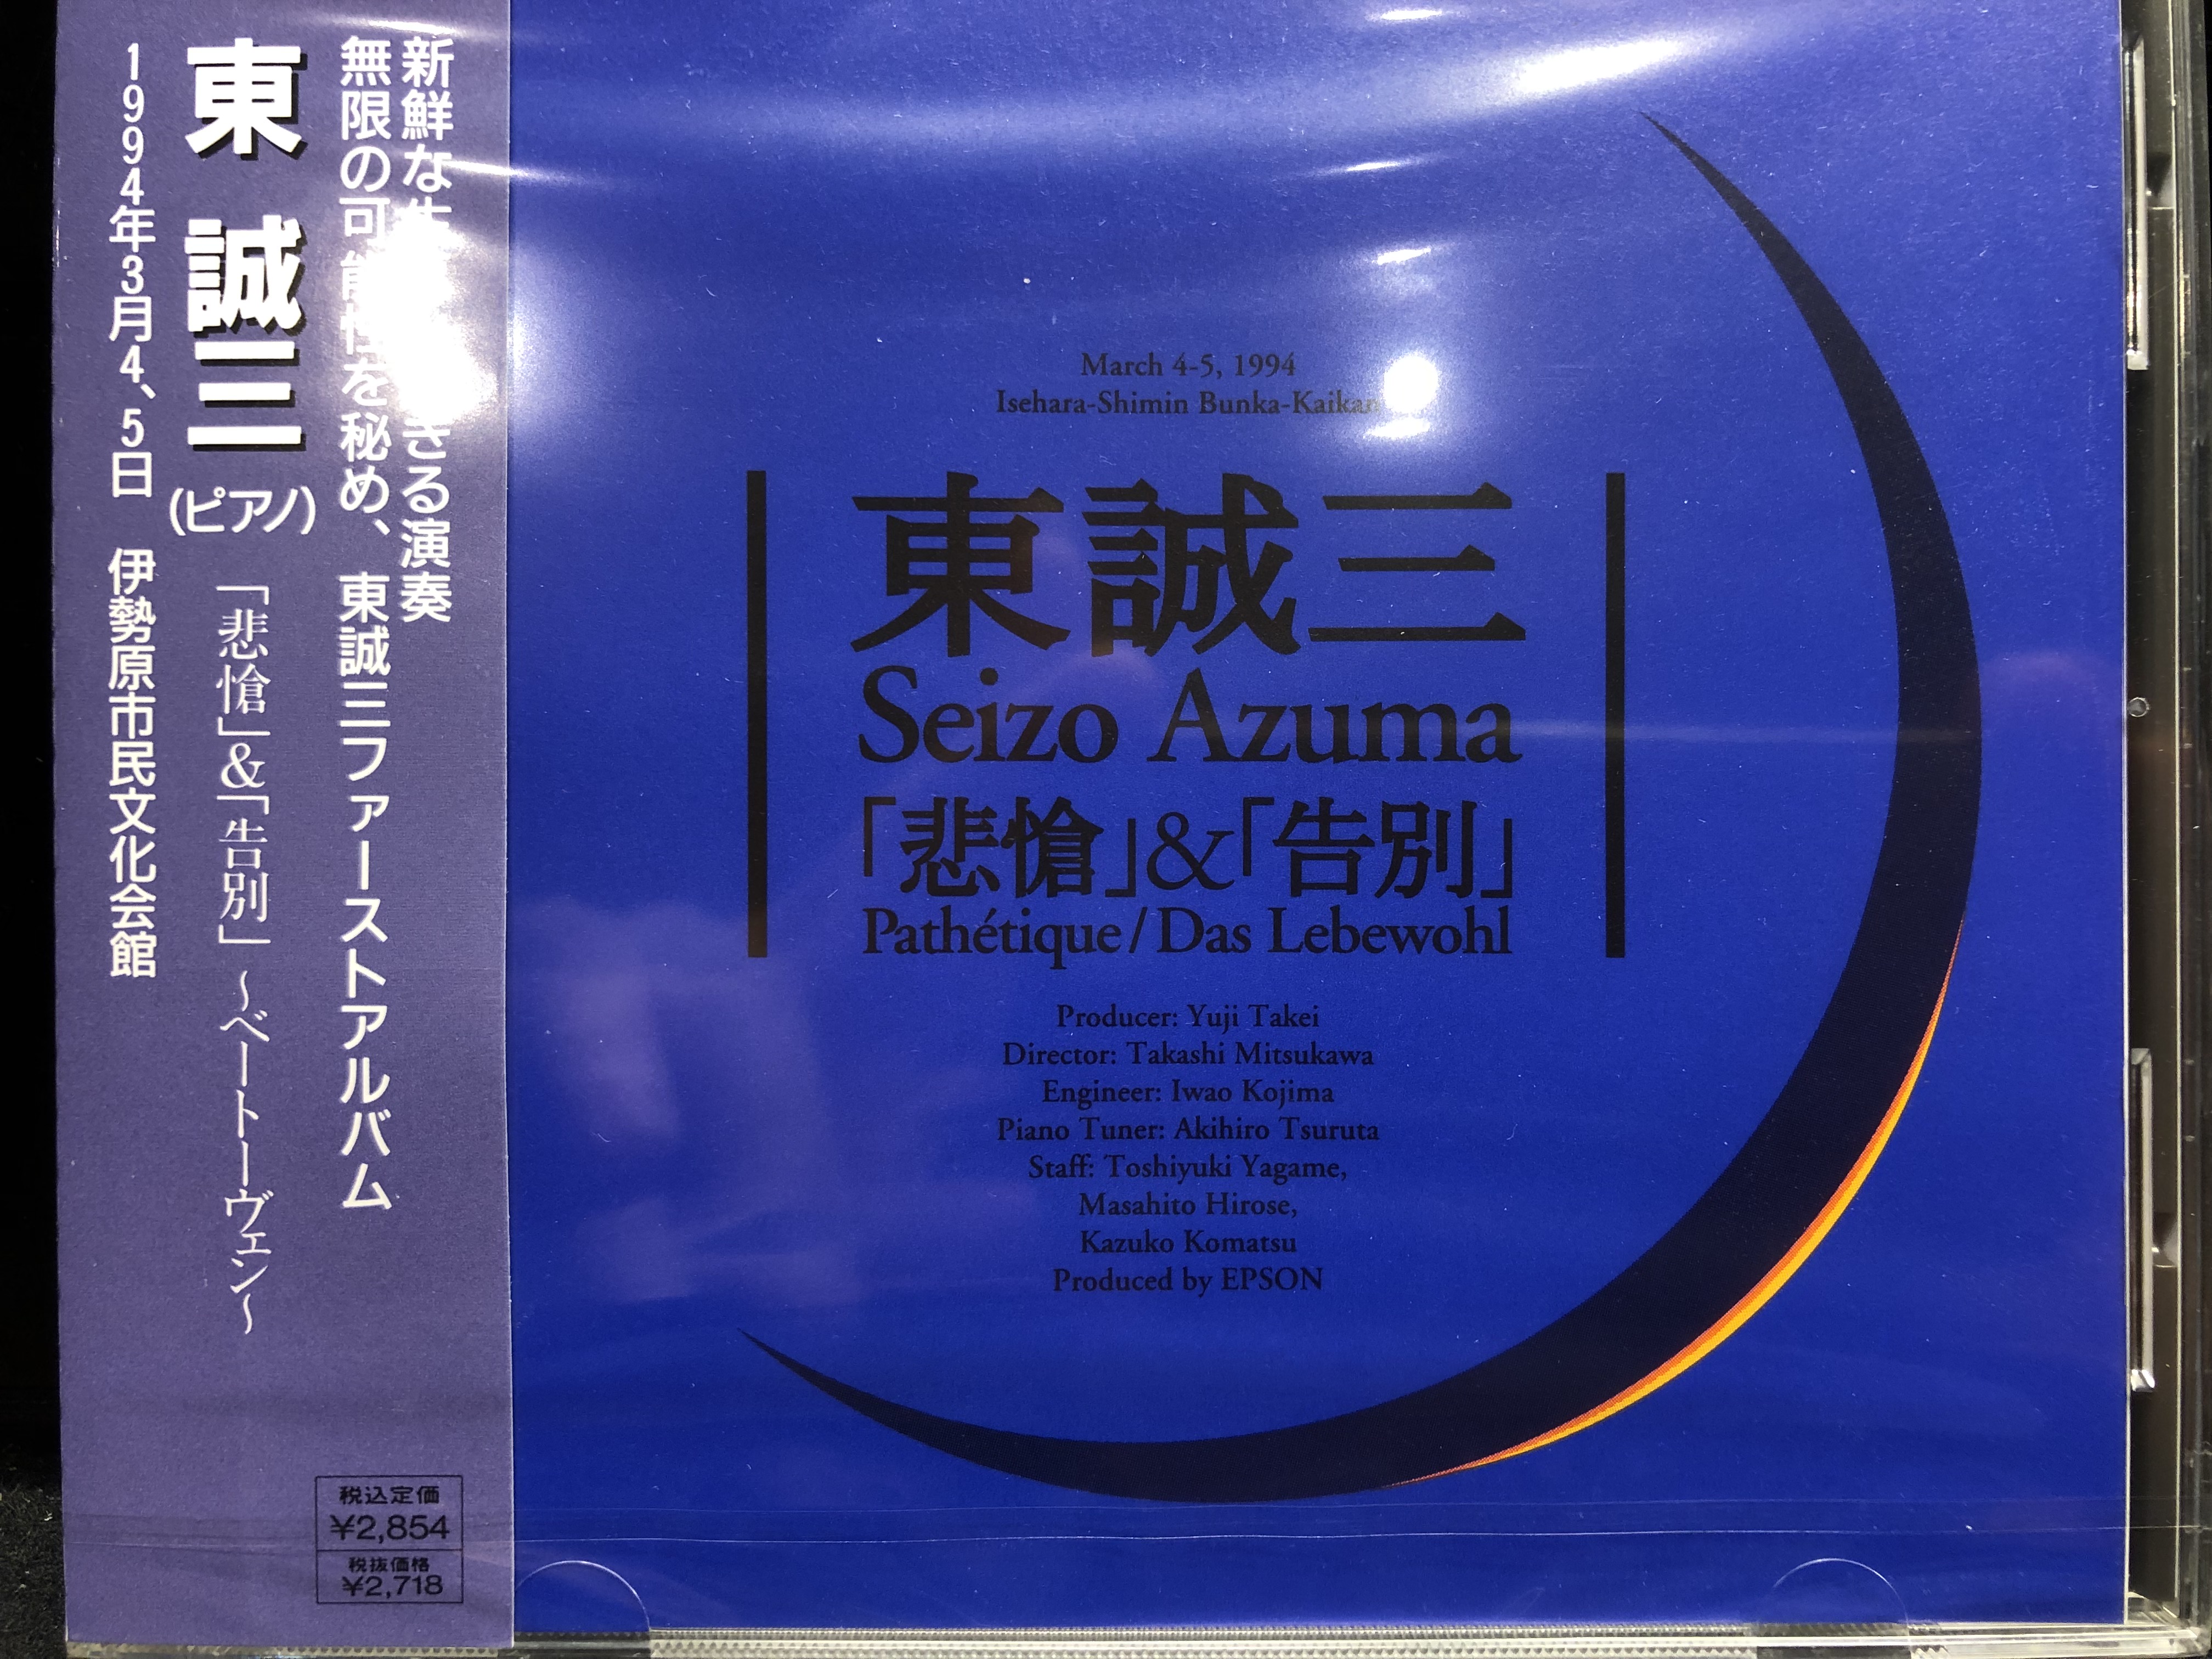 新鮮な
きる演奏
無限の可能性を秘め、東誠三ファーストアルバム
東 誠三(ピアノ)「悲愴」&「告別」〜ベートーヴェン〜
1994年3月4、5日 伊勢原市民文化会館
税込定価
¥2,854
税抜価格
¥2,718
March 4-5, 1994
Isehara-Shimin Bunka-Kaikan
東誠三
Seizo Azuma
「悲愴」&「告別」
Pathétique/Das Lebewohl
Producer: Yuji Takei
Director: Takashi Mitsukawa
Engineer: Iwao Kojima
Piano Tuner: Akihiro Tsuruta
Staff: Toshiyuki Yagame,
Masahito Hirose,
Kazuko Komatsu
Produced by EPSON